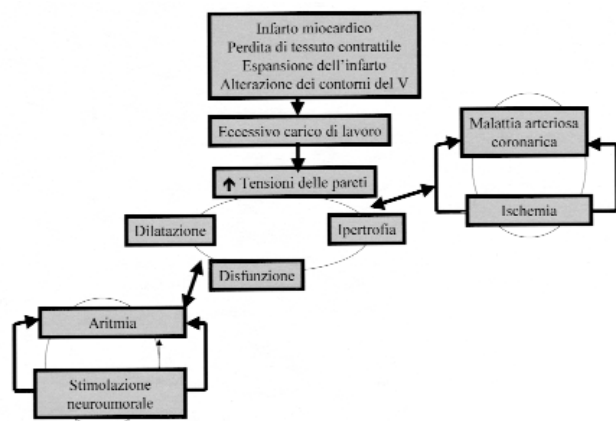 Infarto miocardico
Perdita di tessuto contrattile
Espansione dell'infarto
Alterazione dei contorni del V
Eccessivo carico di lavoro
↑ Tensioni delle pareti
Dilatazione
Ipertrofia
Disfunzione
Malattia arteriosa
coronarica
Ischemia
Aritmia
Stimolazione
neuroumorale